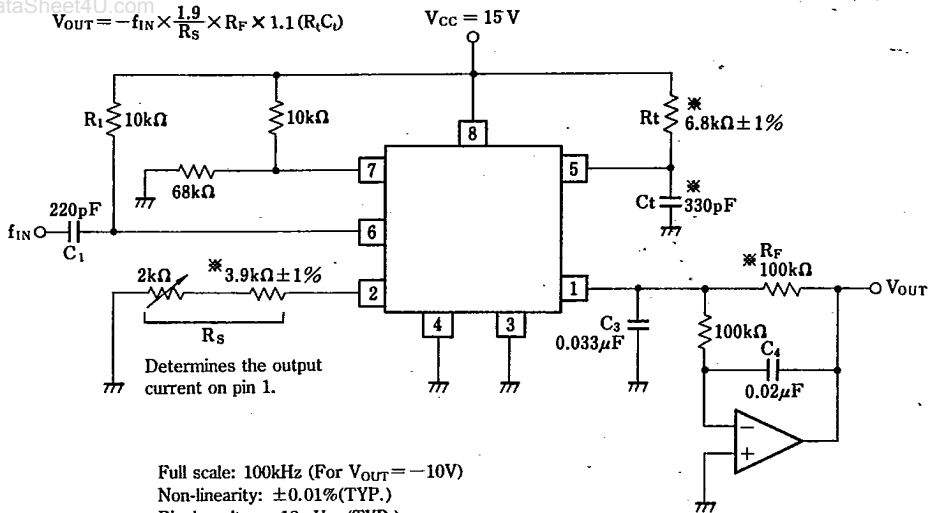 aSheet4U.com
VOUT=−fIN×1.9/RS×RF×1.1(RtCt)
VCC=15V
R1
10kΩ
10kΩ
8
Rt
※
6.8kΩ±1%
7
5
68kΩ
Ct
※
330pF
220pF
fIN
C1
6
※RF
100kΩ
2kΩ
※3.9kΩ±1%
2
1
VOUT
RS
4
3
C3
0.033μF
100kΩ
C4
0.02μF
Determines the output
current on pin 1.
−
+
Full scale: 100kHz (For VOUT=−10V)
Non-linearity: ±0.01%(TYP.)